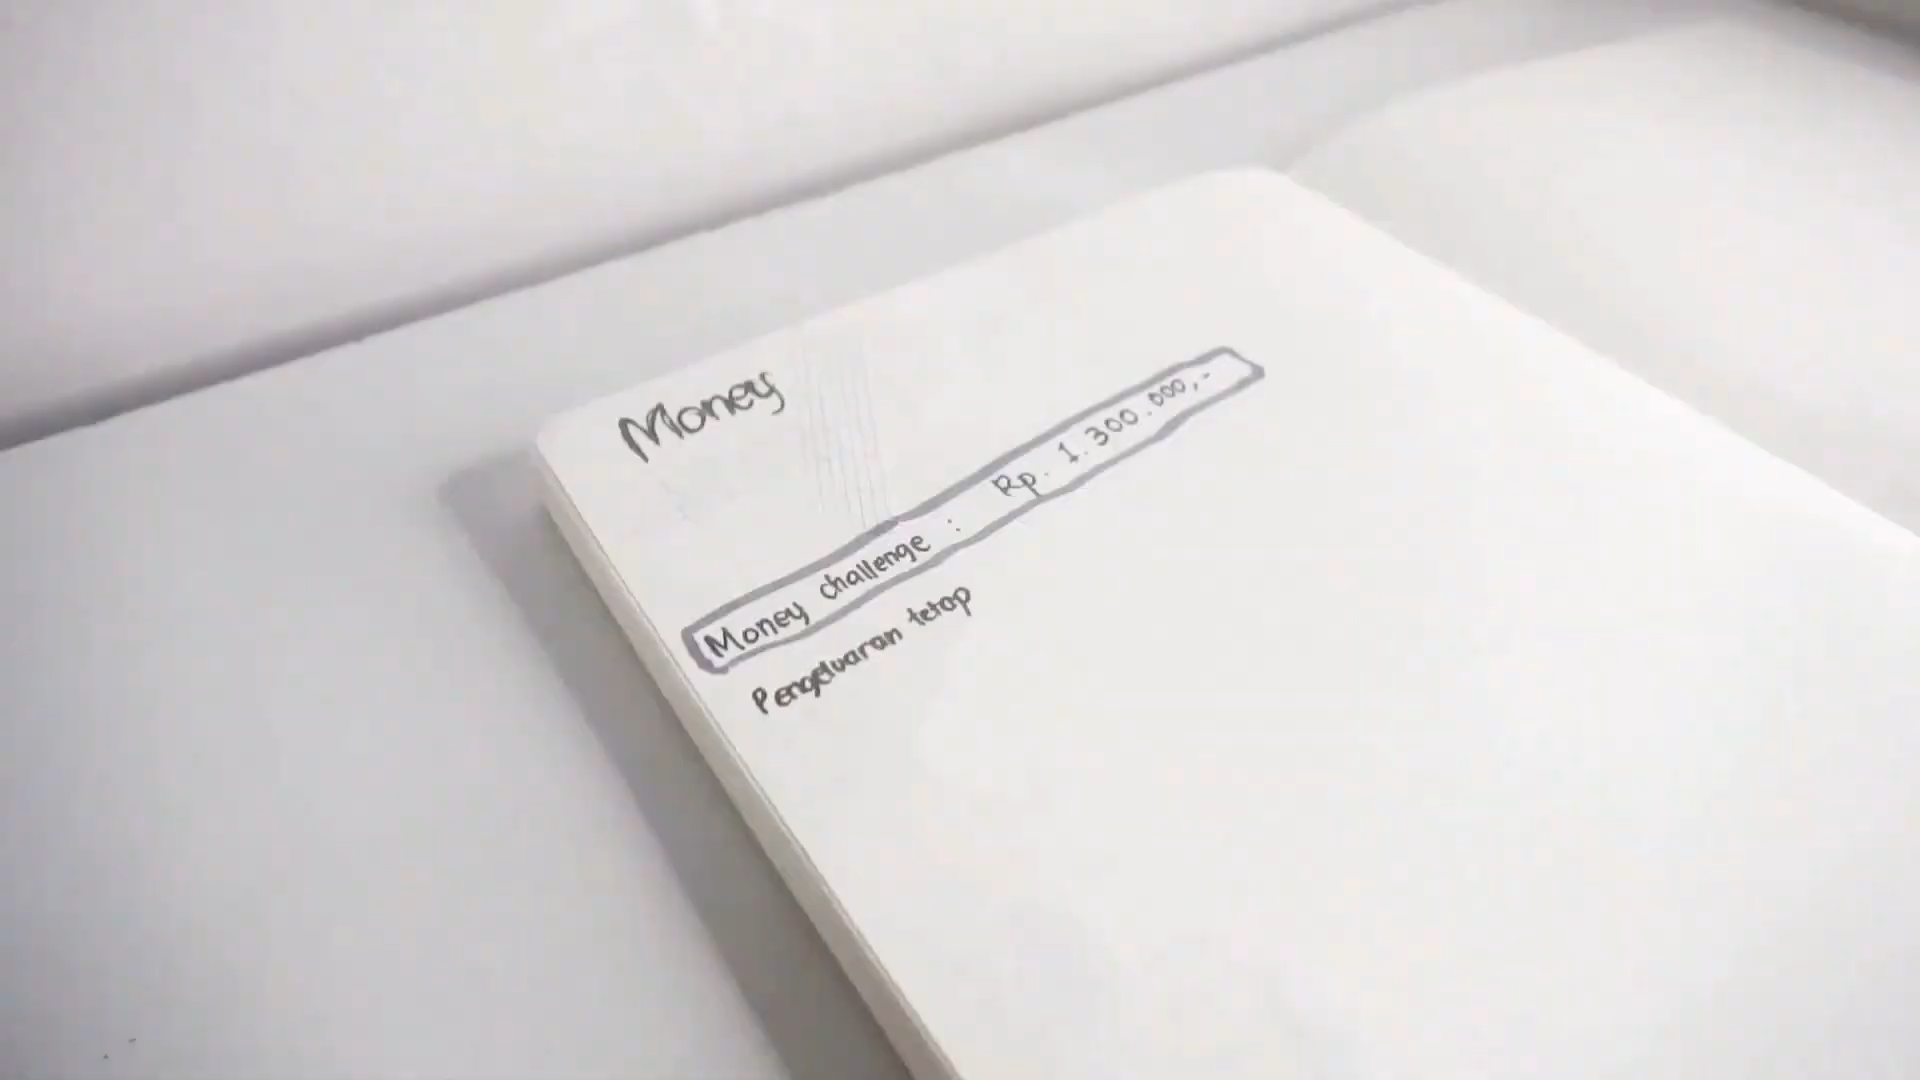 Money
Money challenge : Rp. 1.300.000,-
Pengeluaran tetap